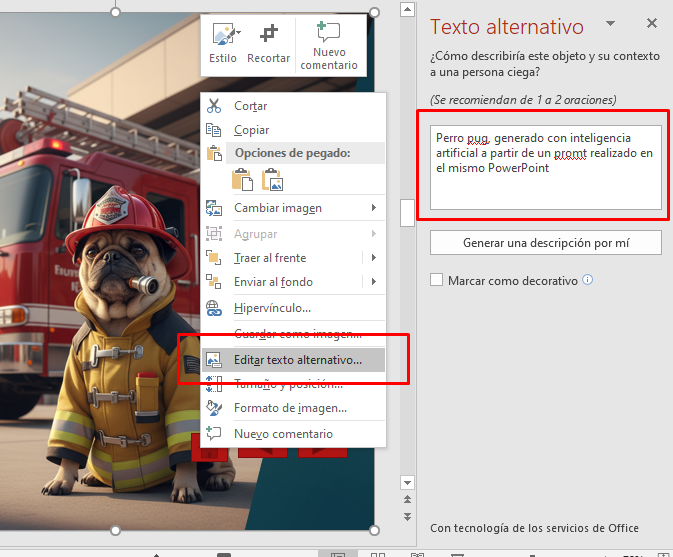 Estilo
Recortar
Nuevo
comentario
Cortar
Copiar
Opciones de pegado:
Cambiar imagen
Agrupar
Traer al frente
Enviar al fondo
Hipervínculo...
Guardar como imagen...
Editar texto alternativo...
Tamaño y posición...
Formato de imagen...
Nuevo comentario
Texto alternativo
¿Cómo describiría este objeto y su contexto
a una persona ciega?
(Se recomiendan de 1 a 2 oraciones)
Perro pug, generado con inteligencia
artificial a partir de un promt realizado en
el mismo PowerPoint
Generar una descripción por mí
Marcar como decorativo
Con tecnología de los servicios de Office